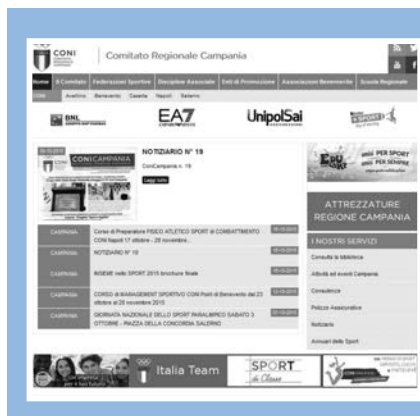 CONI
Comitato Regionale Campania
Home Il Comitato Federazioni Sportive Discipline Associate Enti di Promozione Associazioni Benemerite Scuola Regionale
Avellino Benevento Caserta Napoli Salerno
BNL
EA7
UnipolSai
SPORT
CONICAMPANIA
NOTIZIARIO N° 19
ConiCampania n. 19
Leggi tutto
SPORT
PER SPORT
PER SEMPRE
ATTREZZATURE
REGIONE CAMPANIA
CAMPANIA Corso di Preparatore FISICO ATLETICO SPORT di COMBATTIMENTO
CONI Napoli 17 ottobre - 28 novembre...
CAMPANIA NOTIZIARIO N° 19
CAMPANIA INSIEME nello SPORT 2015 brochure finale
CAMPANIA CORSO di MANAGEMENT SPORTIVO CONI Point di Benevento dal 23
ottobre al 28 novembre 2015
CAMPANIA GIORNATA NAZIONALE DELLO SPORT PARALIMPICO SABATO 3
OTTOBRE - PIAZZA DELLA CONCORDIA SALERNO
I NOSTRI SERVIZI
Consulta la biblioteca
Attività ed eventi Campania
Consulenze
Polizze Assicurative
Notiziario
Annuari dello Sport
Italia Team
SPORT
di Classe